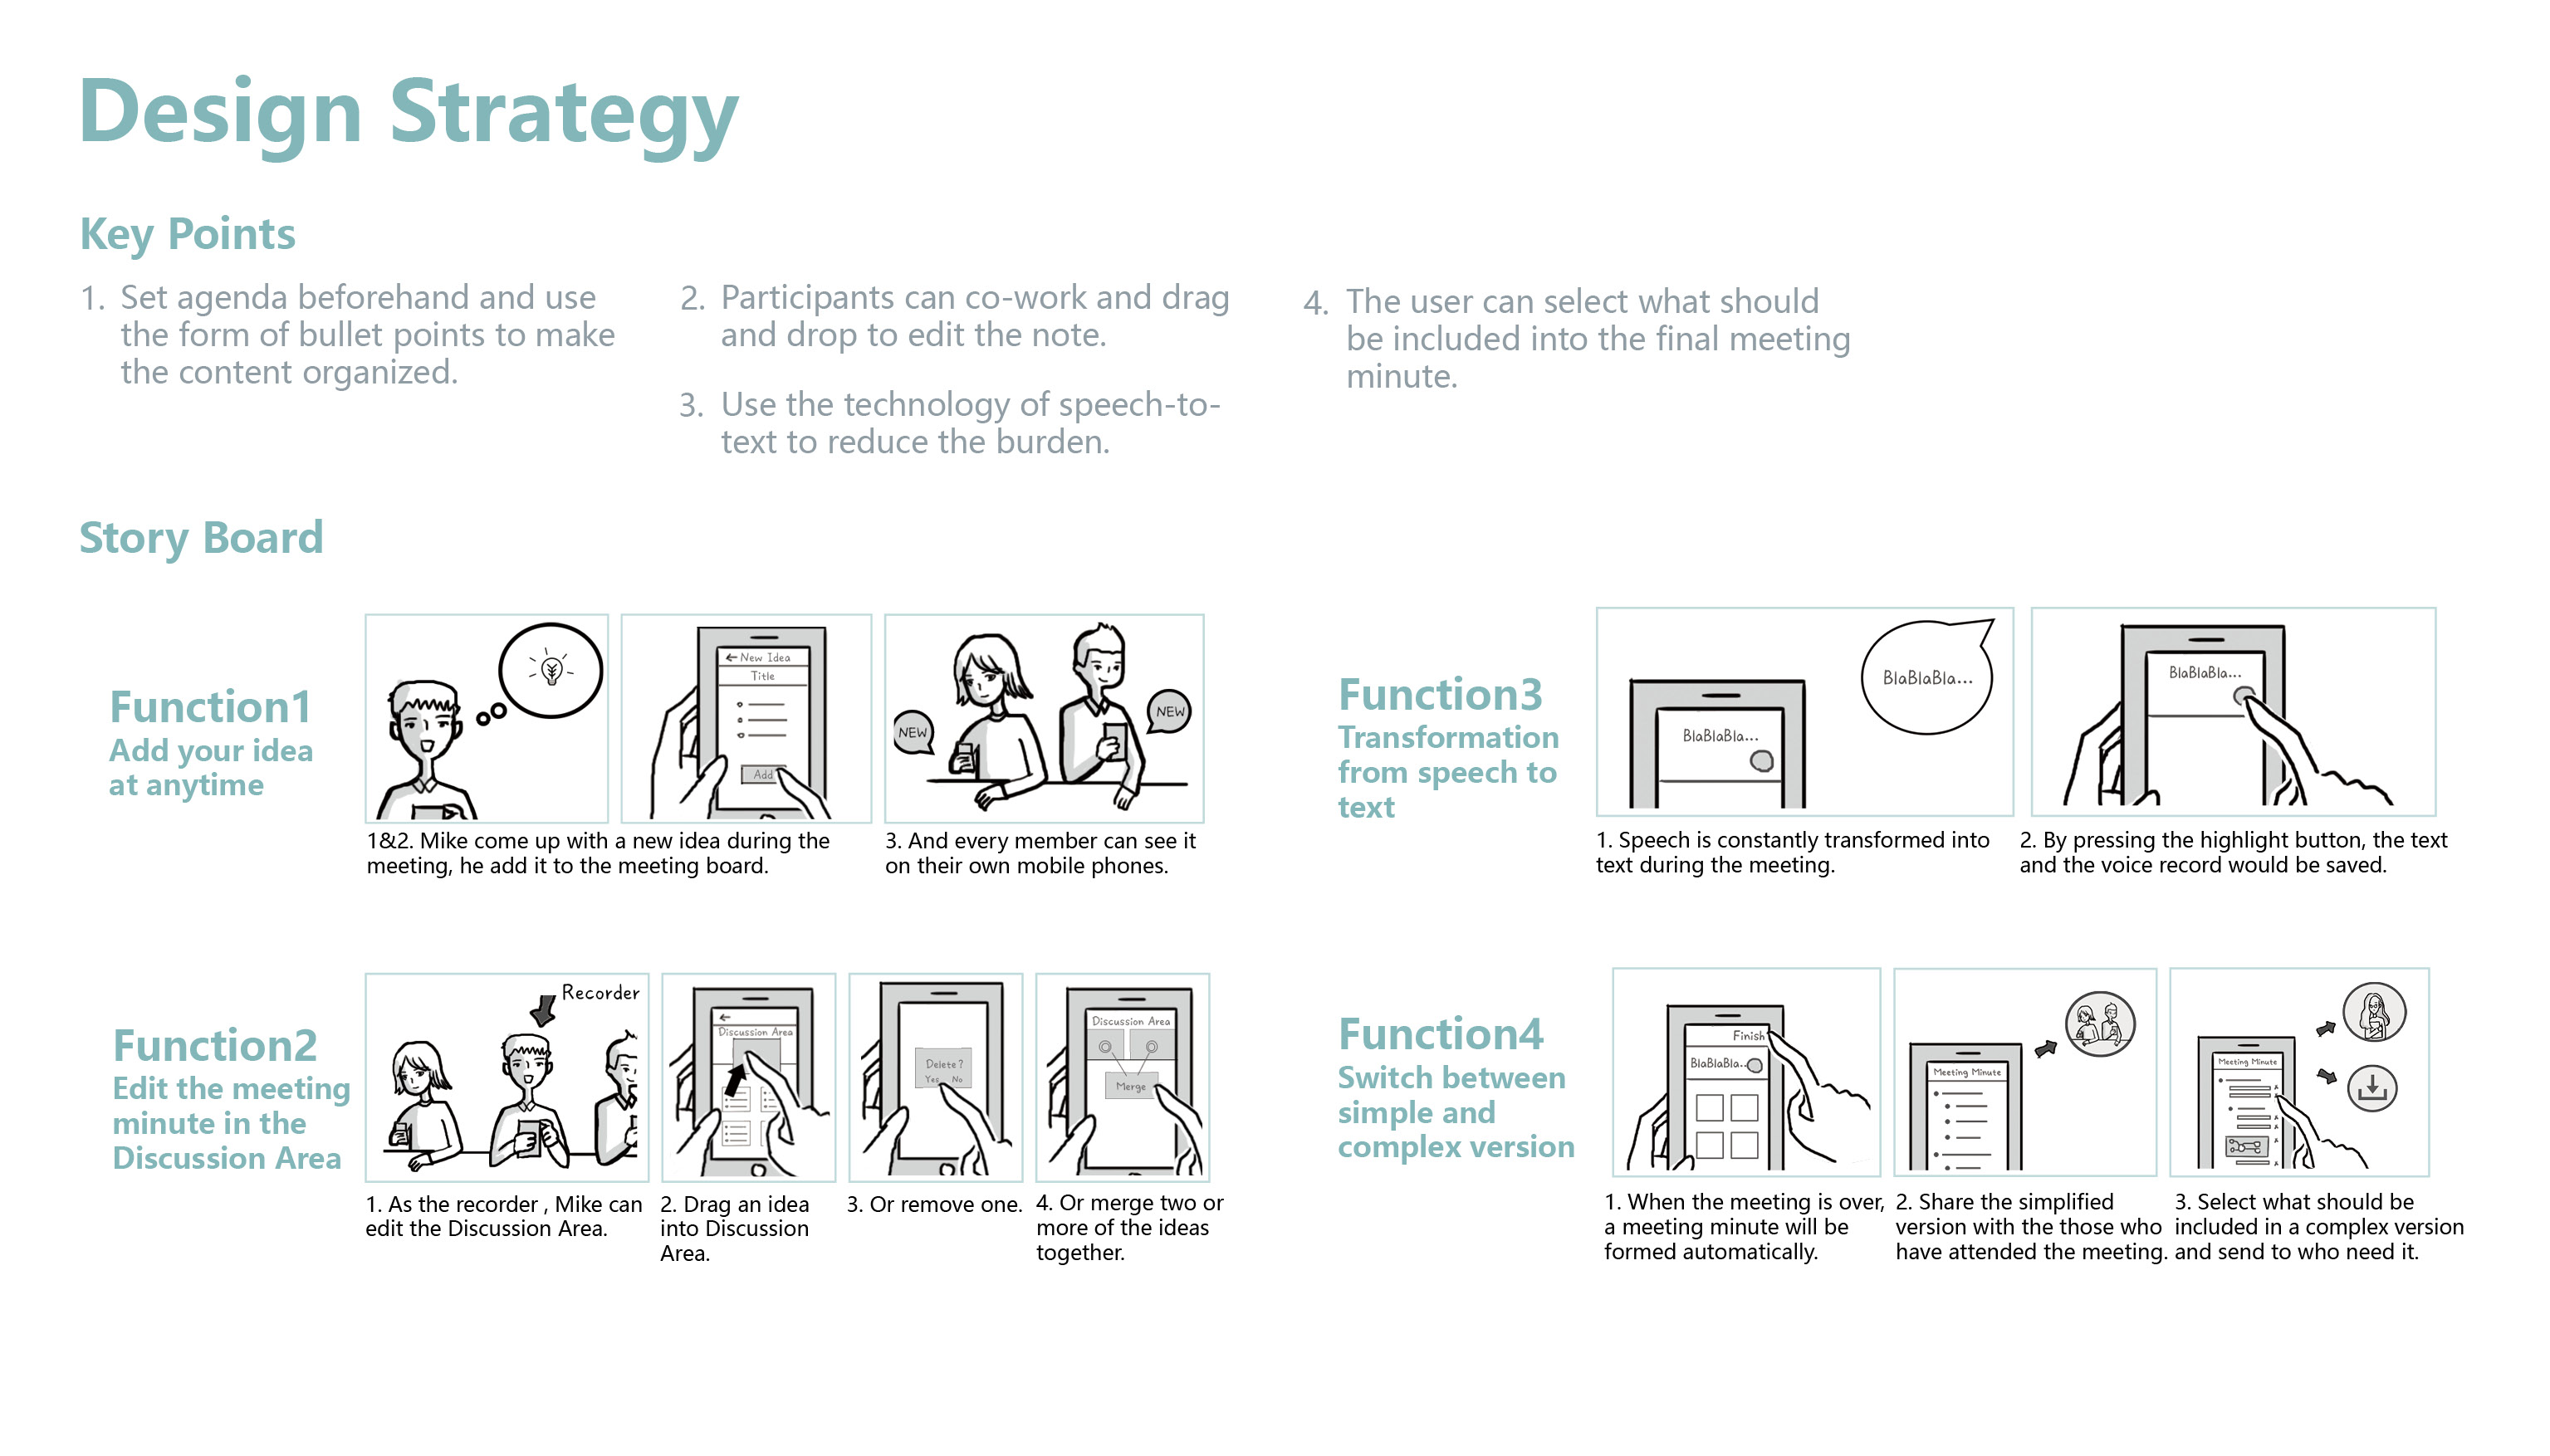 Design Strategy
Key Points
1. Set agenda beforehand and use
the form of bullet points to make
the content organized.
2. Participants can co-work and drag
and drop to edit the note.
3. Use the technology of speech-to-
text to reduce the burden.
4. The user can select what should
be included into the final meeting
minute.
Story Board
Function1
Add your idea
at anytime
← New Idea
Title
Add
NEW
NEW
1&2. Mike come up with a new idea during the
meeting, he add it to the meeting board.
3. And every member can see it
on their own mobile phones.
Function2
Edit the meeting
minute in the
Discussion Area
Recorder
←
Discussion Area
Delete?
Yes No
Discussion Area
Merge
1. As the recorder , Mike can
edit the Discussion Area.
2. Drag an idea
into Discussion
Area.
3. Or remove one.
4. Or merge two or
more of the ideas
together.
Function3
Transformation
from speech to
text
BlaBlaBla...
BlaBlaBla...
BlaBlaBla...
1. Speech is constantly transformed into
text during the meeting.
2. By pressing the highlight button, the text
and the voice record would be saved.
Function4
Switch between
simple and
complex version
Finish
BlaBlaBla..
Meeting Minute
Meeting Minute
1. When the meeting is over,
a meeting minute will be
formed automatically.
2. Share the simplified
version with the those who
have attended the meeting.
3. Select what should be
included in a complex version
and send to who need it.